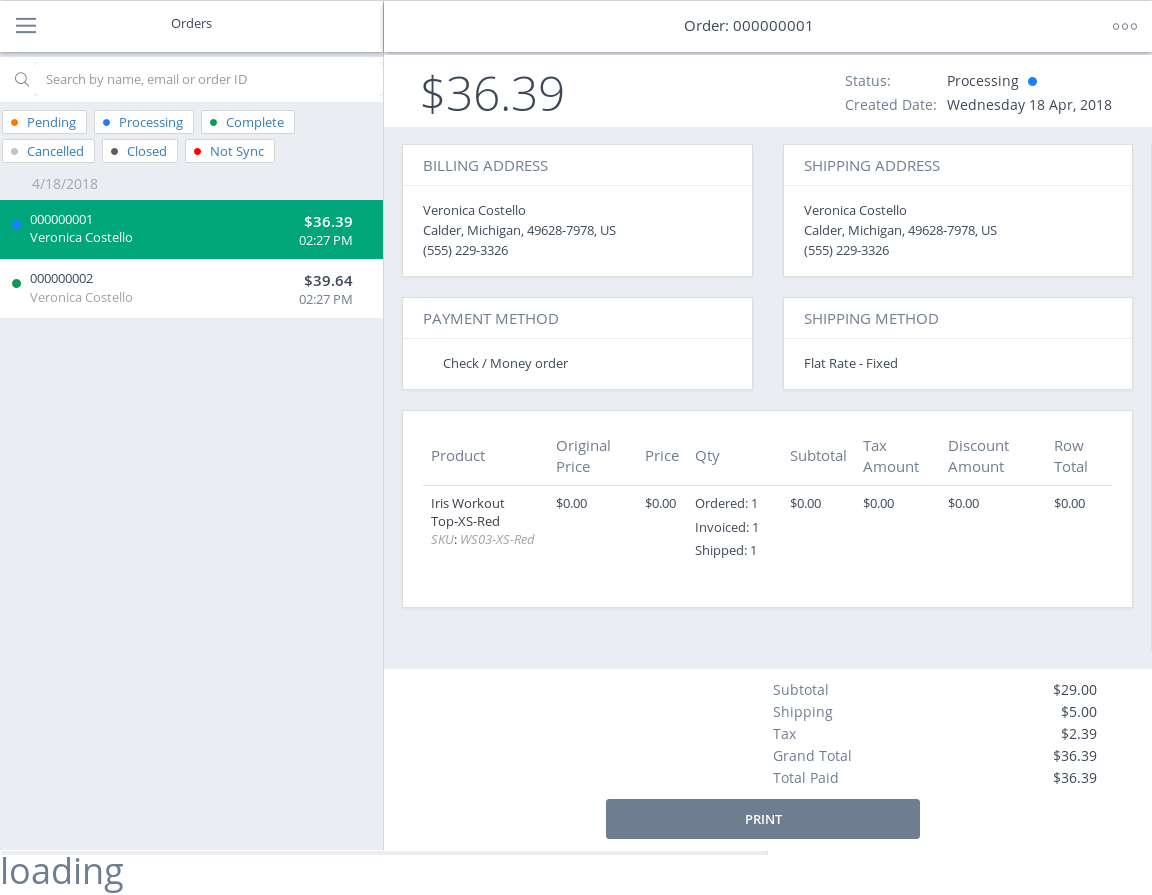 Orders
Order: 000000001
Search by name, email or order ID
Pending Processing Complete
Cancelled Closed Not Sync
4/18/2018
000000001 $36.39
Veronica Costello 02:27 PM
000000002 $39.64
Veronica Costello 02:27 PM
$36.39
Status: Processing
Created Date: Wednesday 18 Apr, 2018
BILLING ADDRESS
Veronica Costello
Calder, Michigan, 49628-7978, US
(555) 229-3326
SHIPPING ADDRESS
Veronica Costello
Calder, Michigan, 49628-7978, US
(555) 229-3326
PAYMENT METHOD
Check / Money order
SHIPPING METHOD
Flat Rate - Fixed
Product Original Price Price Qty Subtotal Tax Amount Discount Amount Row Total
Iris Workout $0.00 $0.00 Ordered: 1 $0.00 $0.00 $0.00 $0.00
Top-XS-Red Invoiced: 1
SKU: WS03-XS-Red Shipped: 1
Subtotal $29.00
Shipping $5.00
Tax $2.39
Grand Total $36.39
Total Paid $36.39
PRINT
loading